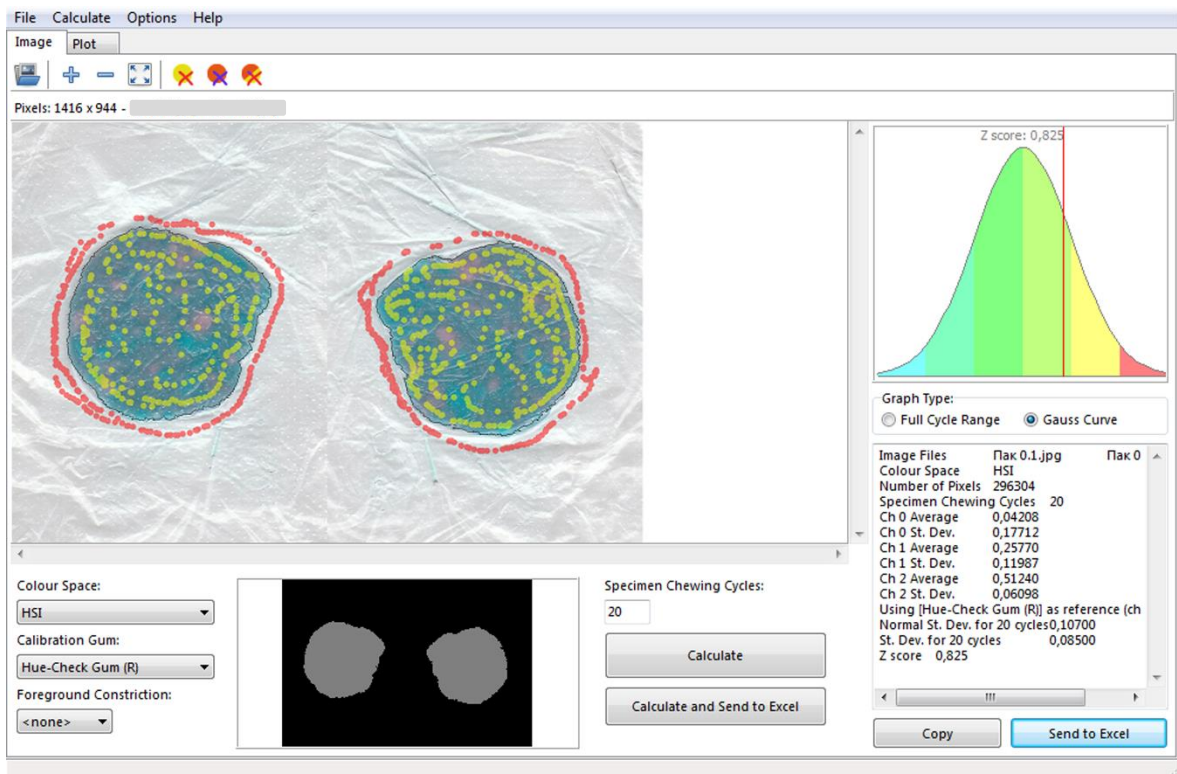 File Calculate Options Help
Image Plot
Pixels: 1416 x 944 -
Z score: 0,825
Graph Type:
Full Cycle Range Gauss Curve
Image Files Пак 0.1.jpg Пак 0
Colour Space HSI
Number of Pixels 296304
Specimen Chewing Cycles 20
Ch 0 Average 0,04208
Ch 0 St. Dev. 0,17712
Ch 1 Average 0,25770
Ch 1 St. Dev. 0,11987
Ch 2 Average 0,51240
Ch 2 St. Dev. 0,06098
Using [Hue-Check Gum (R)] as reference (ch
Normal St. Dev. for 20 cycles0,10700
St. Dev. for 20 cycles 0,08500
Z score 0,825
Colour Space:
HSI
Calibration Gum:
Hue-Check Gum (R)
Foreground Constriction:
<none>
Specimen Chewing Cycles:
20
Calculate
Calculate and Send to Excel
Copy Send to Excel